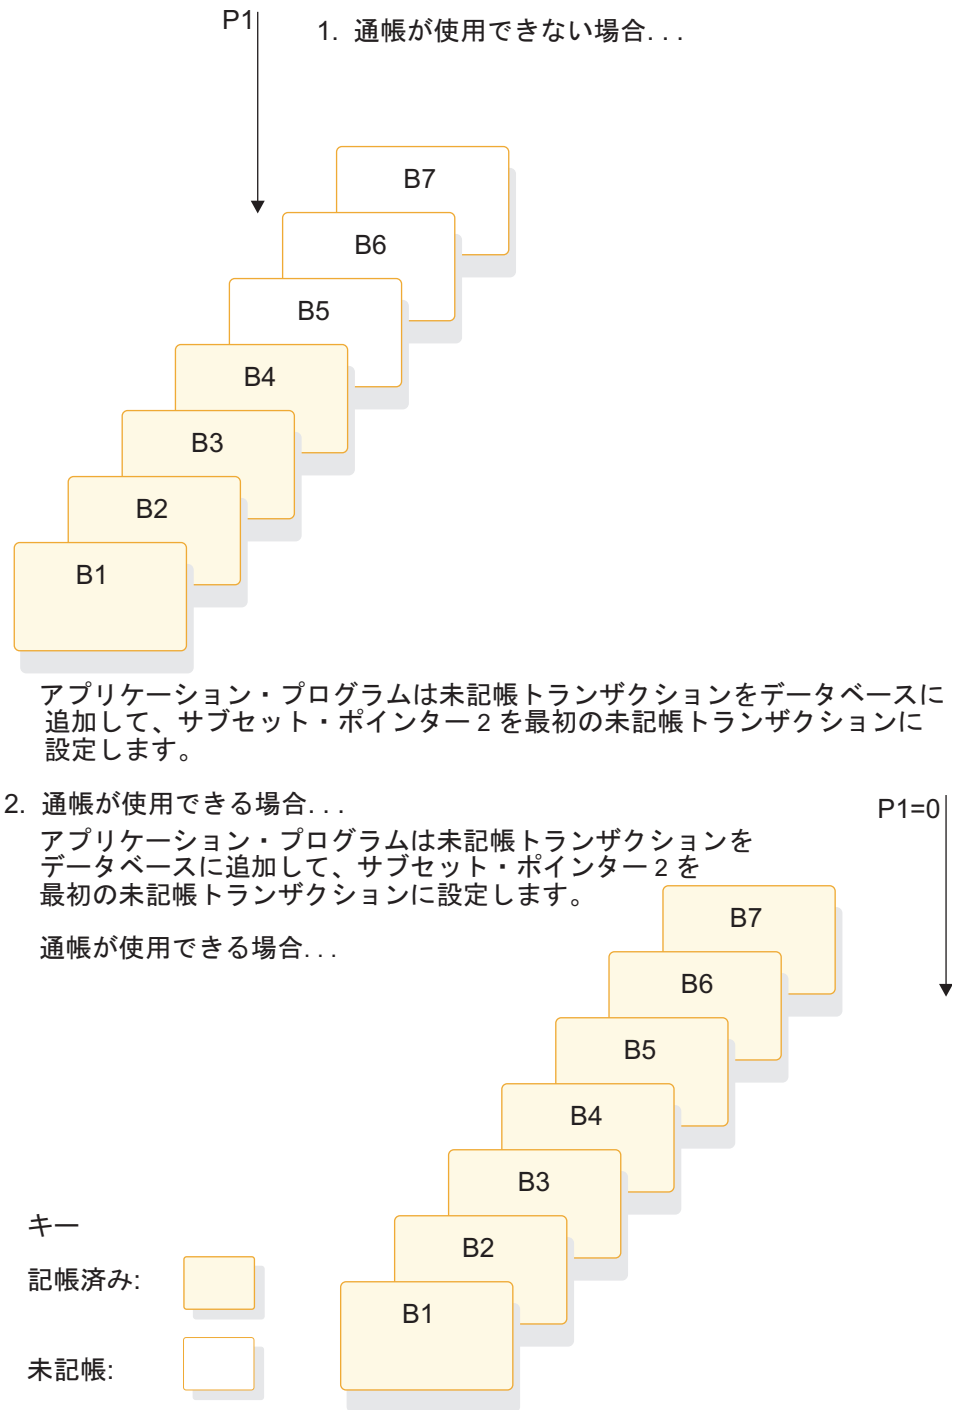 P1
1. 通帳が使用できない場合. . .
B7
B6
B5
B4
B3
B2
B1
アプリケーション・プログラムは未記帳トランザクションをデータベースに
追加して、サブセット・ポインター 2 を最初の未記帳トランザクションに
設定します。
2. 通帳が使用できる場合. . .
P1=0
アプリケーション・プログラムは未記帳トランザクションを
データベースに追加して、サブセット・ポインター 2 を
最初の未記帳トランザクションに設定します。
通帳が使用できる場合. . .
B7
B6
B5
B4
B3
B2
B1
キー
記帳済み:
未記帳: